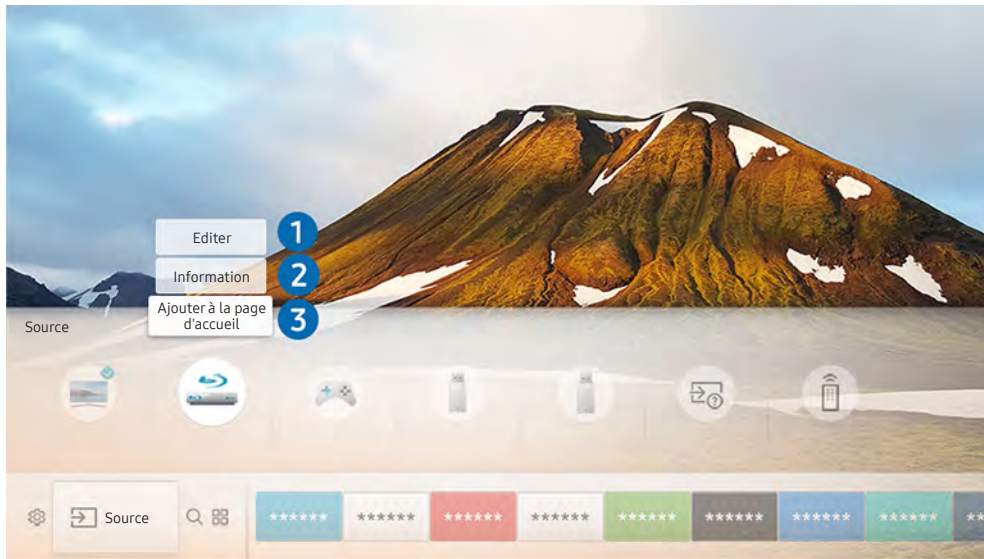 Editer
1
Information
2
Ajouter à la page
d'accueil
3
Source
Source
****** ****** ****** ****** ****** ****** ****** ****** **